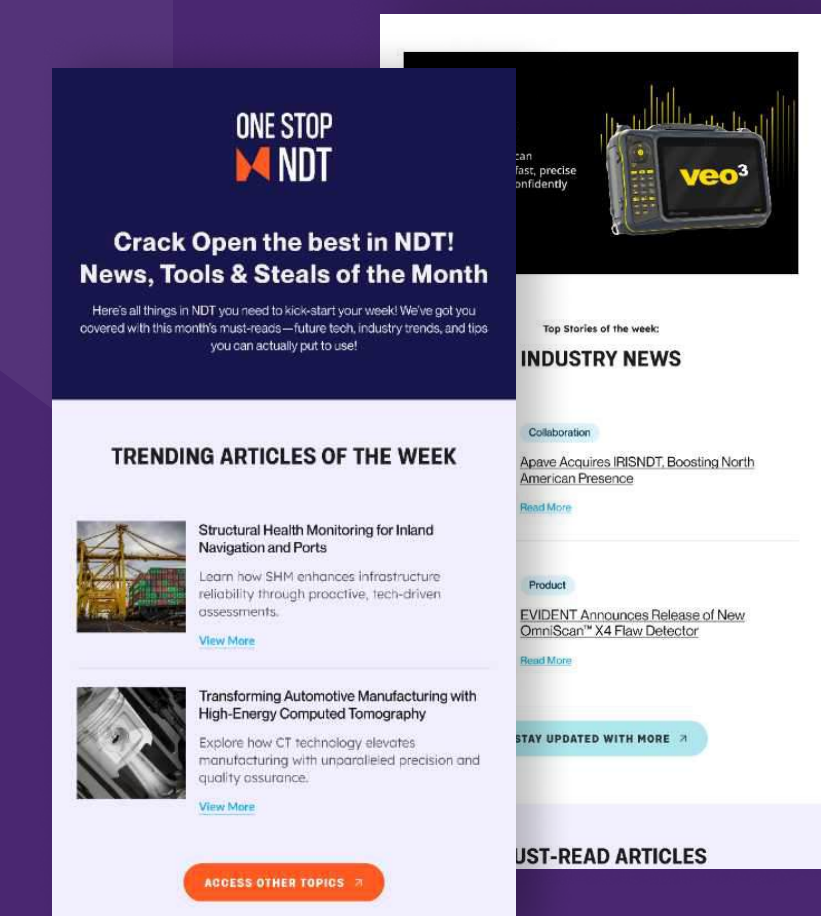 ONE STOP
NDT
Crack Open the best in NDT!
News, Tools & Steals of the Month
Here's all things in NDT you need to kick-start your week! We've got you
covered with this month's must-reads—future tech, industry trends, and tips
you can actually put to use!
TRENDING ARTICLES OF THE WEEK
Structural Health Monitoring for Inland
Navigation and Ports
Learn how SHM enhances infrastructure
reliability through proactive, tech-driven
assessments.
View More
Transforming Automotive Manufacturing with
High-Energy Computed Tomography
Explore how CT technology elevates
manufacturing with unparalleled precision and
quality assurance.
View More
ACCESS OTHER TOPICS
can
fast, precise
onfidently
veo3
Top Stories of the week:
INDUSTRY NEWS
Collaboration
Apave Acquires IRISNDT, Boosting North
American Presence
Read More
Product
EVIDENT Announces Release of New
OmniScan™ X4 Flaw Detector
Read More
STAY UPDATED WITH MORE
UST-READ ARTICLES